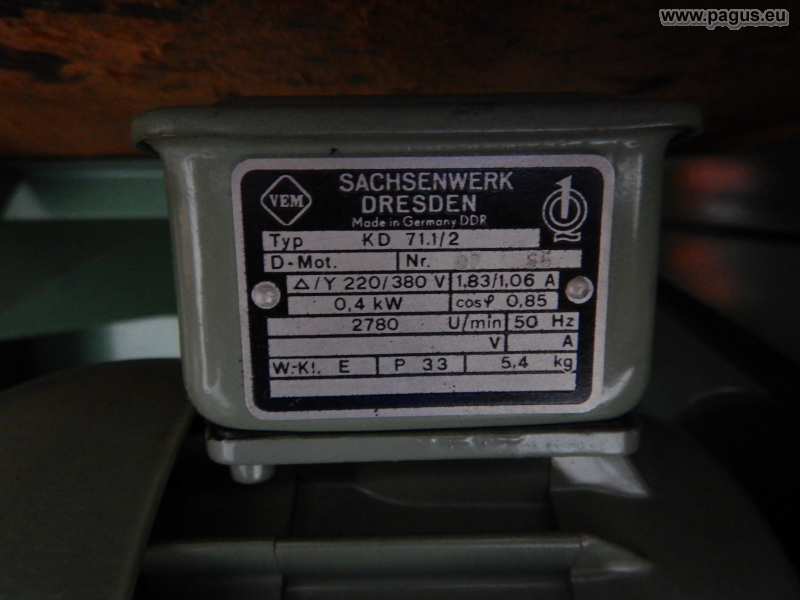 www.pagus.eu
VEM
SACHSENWERK
DRESDEN
Made in Germany DDR
1
Typ KD 71.1/2
D-Mot. Nr.
△/Y 220/380 V 1,83/1,06 A
0,4 kW cosφ 0,85
2780 U/min 50 Hz
V A
W.-Kl. E P 33 5,4 kg